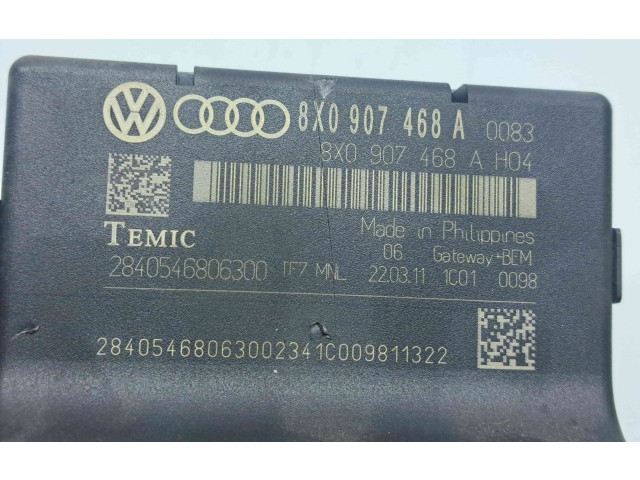 8X0 907 468 A 0083
8X0 907 468 A H04
Made in Philippines
TEMIC 06 Gateway+BEM
2840546806300 TF7 MNL 22.03.11 1C01 0098
28405468063002341C009811322